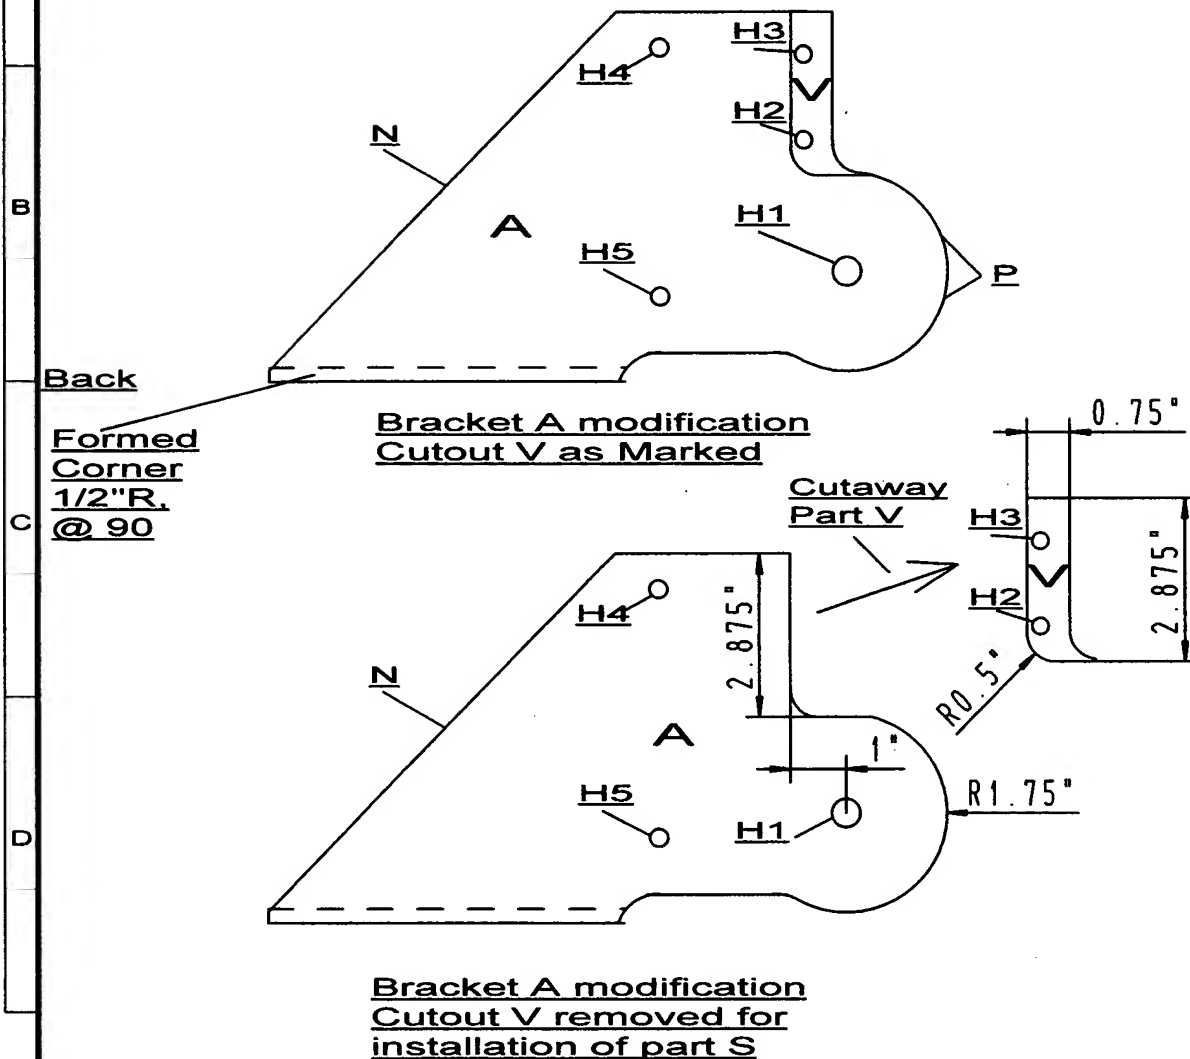 H3
H4
V
H2
N
B
A
H1
H5
P
Back
Formed
Corner
1/2"R,
@ 90
Bracket A modification
Cutout V as Marked
0.75"
C
Cutaway
Part V
H3
V
H2
2.875"
R0.5"
H4
2.875"
N
A
1"
H5
H1
R1.75"
D
Bracket A modification
Cutout V removed for
installation of part S